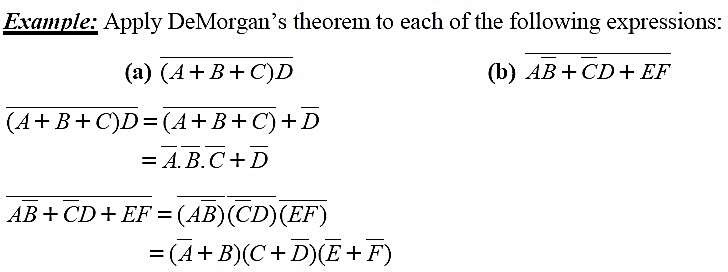 Example: Apply DeMorgan's theorem to each of the following expressions:
(a) $\overline{(A+B+C)D}$ (b) $\overline{A\overline{B}+\overline{C}D+EF}$
$\overline{(A+B+C)D}=\overline{(A+B+C)}+\overline{D}$
$=\overline{A}.\overline{B}.\overline{C}+\overline{D}$
$\overline{A\overline{B}+\overline{C}D+EF}=\overline{(A\overline{B})}\,\overline{(\overline{C}D)}\,\overline{(EF)}$
$=(\overline{A}+B)(C+\overline{D})(\overline{E}+\overline{F})$